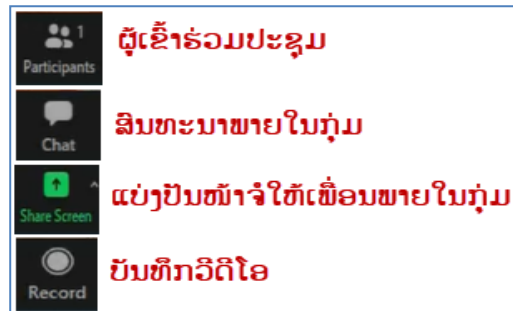 1
Participants
ຜູ້ເຂົ້າຮ່ວມປະຊຸມ
Chat
ສົນທະນາພາຍໃນກຸ່ມ
Share Screen
ແບ່ງປັນໜ້າຈໍໃຫ້ເພື່ອນພາຍໃນກຸ່ມ
Record
ບັນທຶກວີດີໂອ